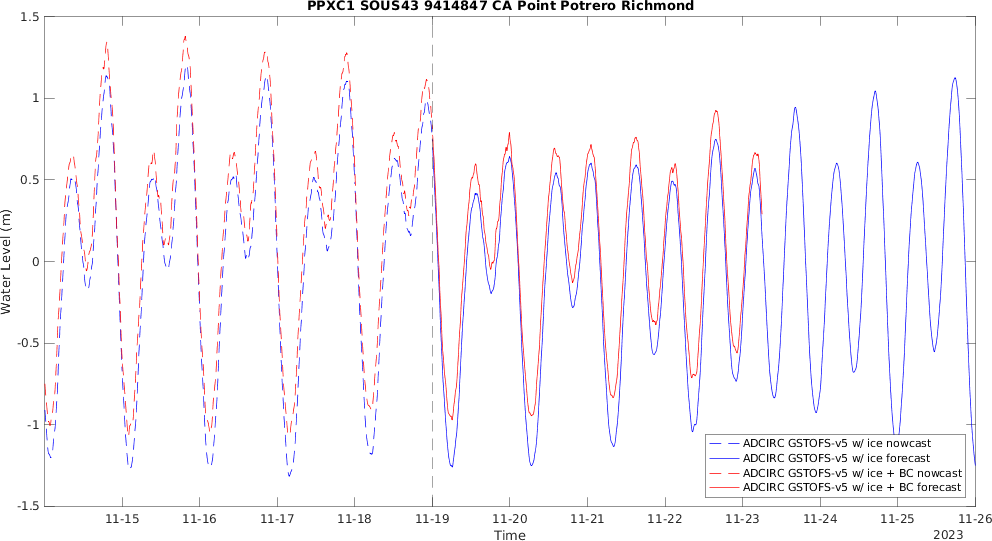 PPXC1 SOUS43 9414847 CA Point Potrero Richmond
1.5
1
0.5
0
-0.5
-1
-1.5
Water Level (m)
11-15 11-16 11-17 11-18 11-19 11-20 11-21 11-22 11-23 11-24 11-25 11-26
Time
2023
ADCIRC GSTOFS-v5 w/ ice nowcast
ADCIRC GSTOFS-v5 w/ ice forecast
ADCIRC GSTOFS-v5 w/ ice + BC nowcast
ADCIRC GSTOFS-v5 w/ ice + BC forecast